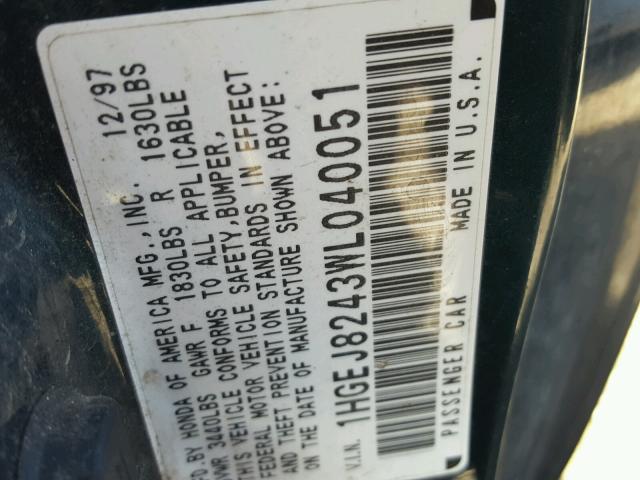 MFD. BY HONDA OF AMERICA MFG., INC. 12/97
GVWR 3440LBS GAWR F 1830LBS R 1630LBS
THIS VEHICLE CONFORMS TO ALL APPLICABLE
FEDERAL MOTOR VEHICLE SAFETY, BUMPER,
AND THEFT PREVENTION STANDARDS IN EFFECT
ON THE DATE OF MANUFACTURE SHOWN ABOVE:
V.I.N. 1HGEJ8243WL040051
PASSENGER CAR MADE IN U.S.A.